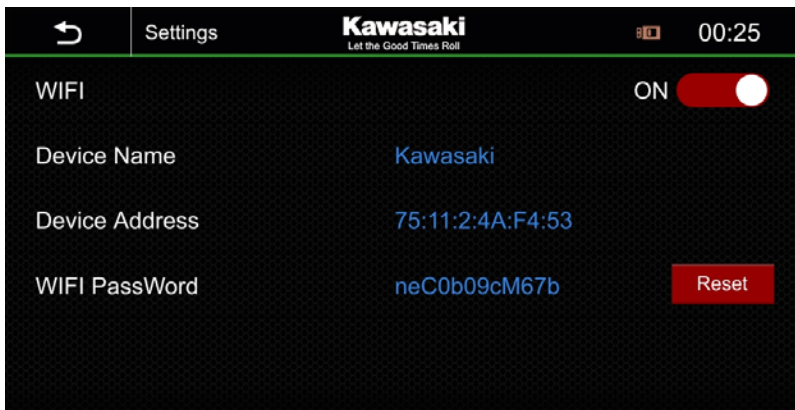 Settings
Kawasaki
Let the Good Times Roll
00:25
WIFI
ON
Device Name
Kawasaki
Device Address
75:11:2:4A:F4:53
WIFI PassWord
neC0b09cM67b
Reset